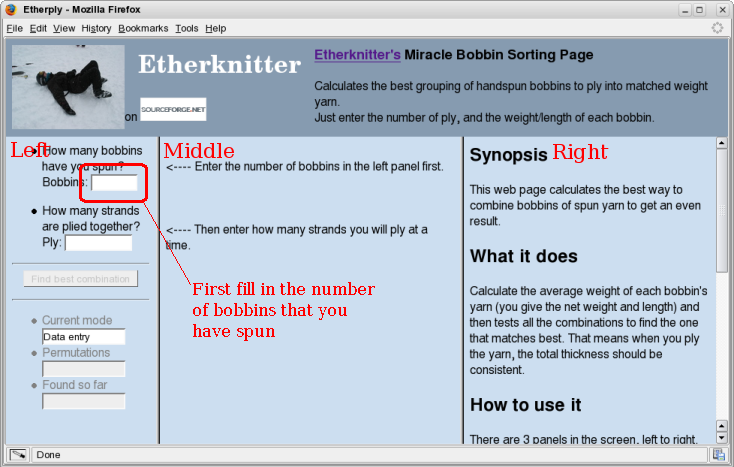 Etherply - Mozilla Firefox
File Edit View History Bookmarks Tools Help
Etherknitter
on SOURCEFORGE.NET
Etherknitter's Miracle Bobbin Sorting Page
Calculates the best grouping of handspun bobbins to ply into matched weight
yarn.
Just enter the number of ply, and the weight/length of each bobbin.
Left
How many bobbins
have you spun?
Bobbins:
How many strands
are plied together?
Ply:
Find best combination
Current mode
Data entry
Permutations
Found so far
Middle
<---- Enter the number of bobbins in the left panel first.
<---- Then enter how many strands you will ply at a
time.
First fill in the number
of bobbins that you
have spun
Synopsis
Right
This web page calculates the best way to
combine bobbins of spun yarn to get an even
result.
What it does
Calculate the average weight of each bobbin's
yarn (you give the net weight and length) and
then tests all the combinations to find the one
that matches best. That means when you ply
the yarn, the total thickness should be
consistent.
How to use it
There are 3 panels in the screen, left to right.
Done